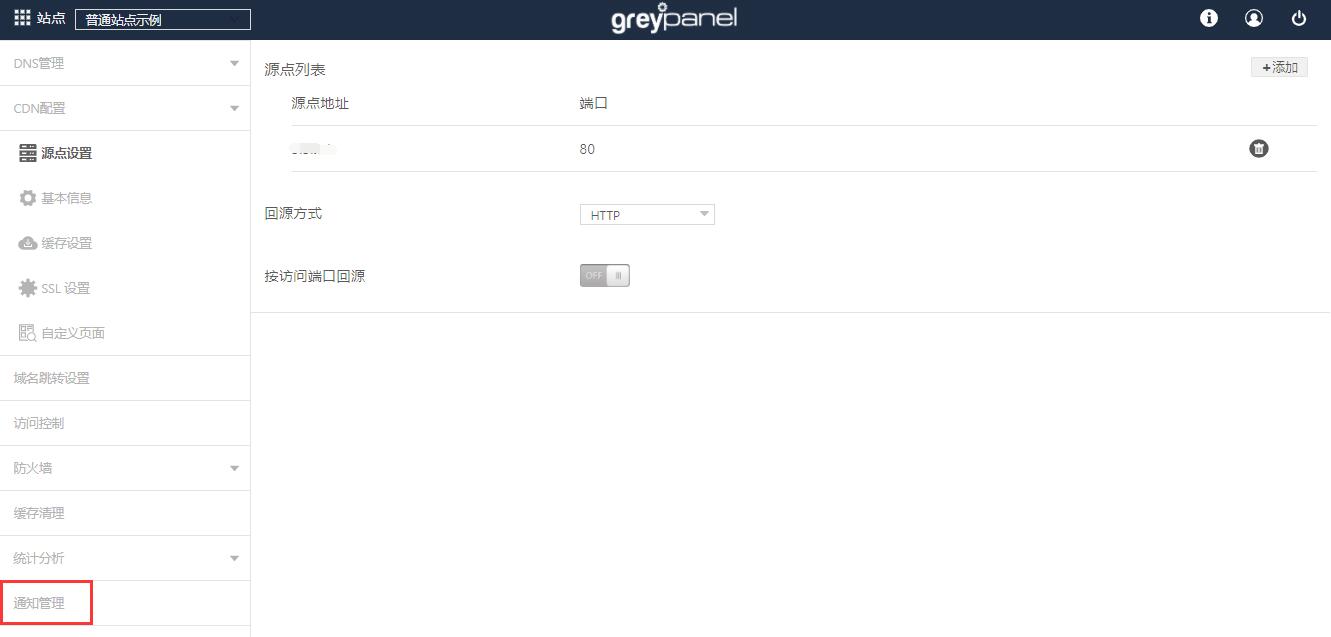 站点 普通站点示例 greypanel
DNS管理
CDN配置
源点设置
基本信息
缓存设置
SSL 设置
自定义页面
域名跳转设置
访问控制
防火墙
缓存清理
统计分析
通知管理
源点列表 +添加
源点地址 端口
80
回源方式 HTTP
按访问端口回源 OFF